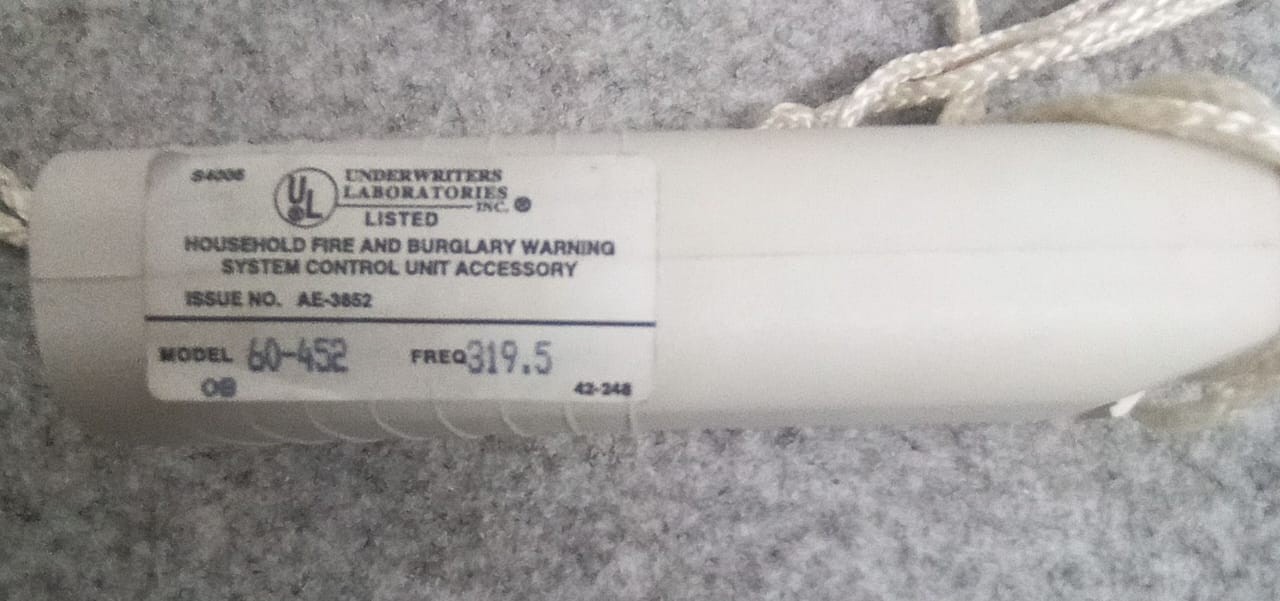 S4006
UL
UNDERWRITERS
LABORATORIES
INC. ®
LISTED
HOUSEHOLD FIRE AND BURGLARY WARNING
SYSTEM CONTROL UNIT ACCESSORY
ISSUE NO. AE-3852
MODEL 60-452 FREQ 319.5
42-248